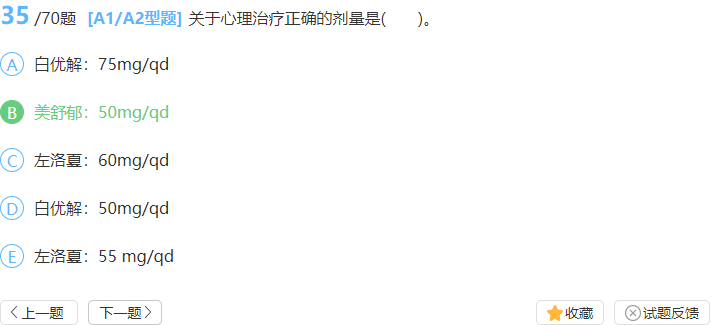 35 /70题 [A1/A2型题] 关于心理治疗正确的剂量是(　　)。
A 白优解：75mg/qd
B 美舒郁：50mg/qd
C 左洛夏：60mg/qd
D 白优解：50mg/qd
E 左洛夏：55 mg/qd
上一题 下一题 收藏 试题反馈